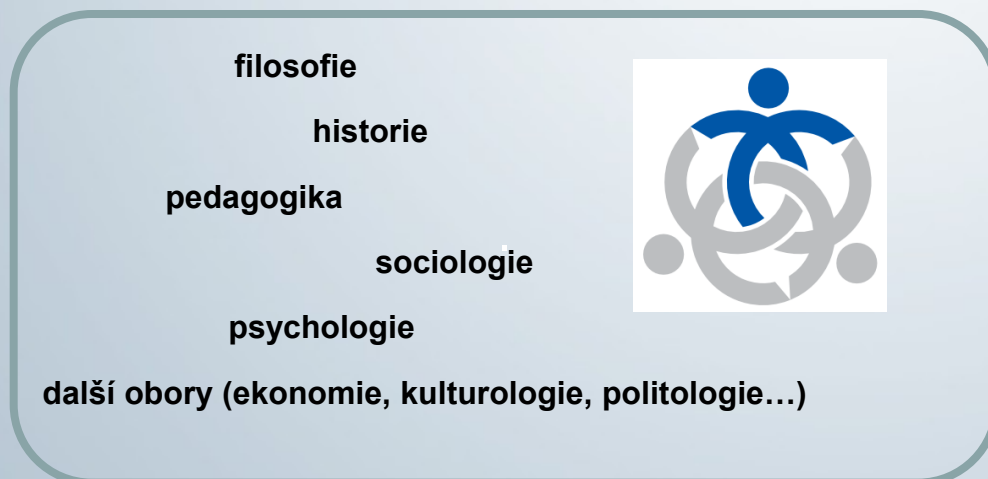 filosofie
historie
pedagogika
sociologie
psychologie
další obory (ekonomie, kulturologie, politologie…)